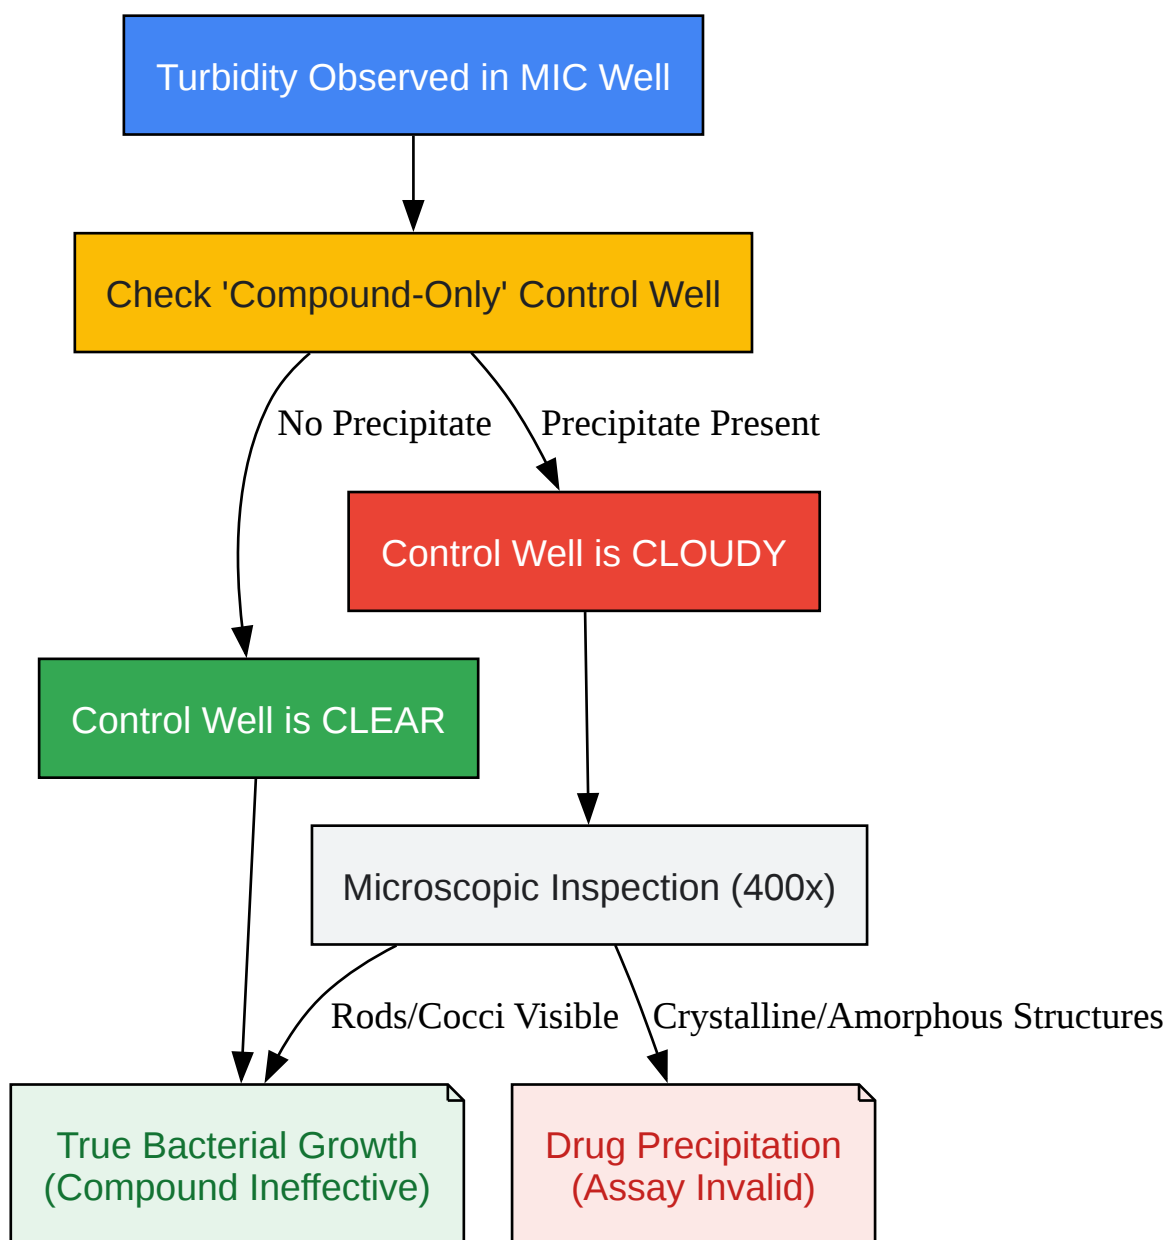 Turbidity Observed in MIC Well
Check 'Compound-Only' Control Well
No Precipitate
Precipitate Present
Control Well is CLOUDY
Control Well is CLEAR
Microscopic Inspection (400x)
Rods/Cocci Visible
Crystalline/Amorphous Structures
True Bacterial Growth
(Compound Ineffective)
Drug Precipitation
(Assay Invalid)